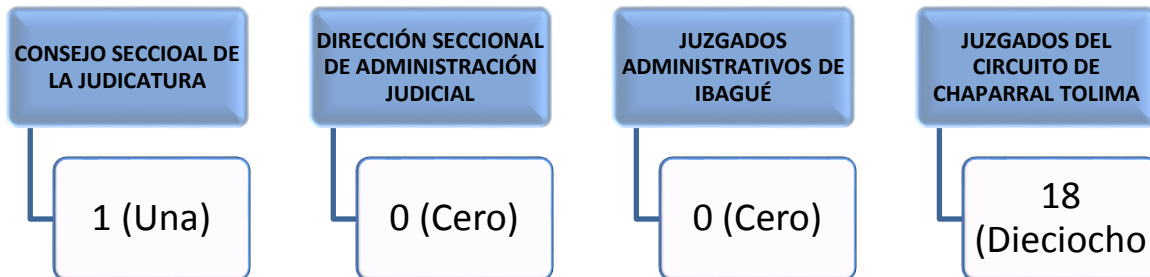 CONSEJO SECCIOAL DE
LA JUDICATURA
1 (Una)
DIRECCIÓN SECCIONAL
DE ADMINISTRACIÓN
JUDICIAL
0 (Cero)
JUZGADOS
ADMINISTRATIVOS DE
IBAGUÉ
0 (Cero)
JUZGADOS DEL
CIRCUITO DE
CHAPARRAL TOLIMA
18
(Dieciocho